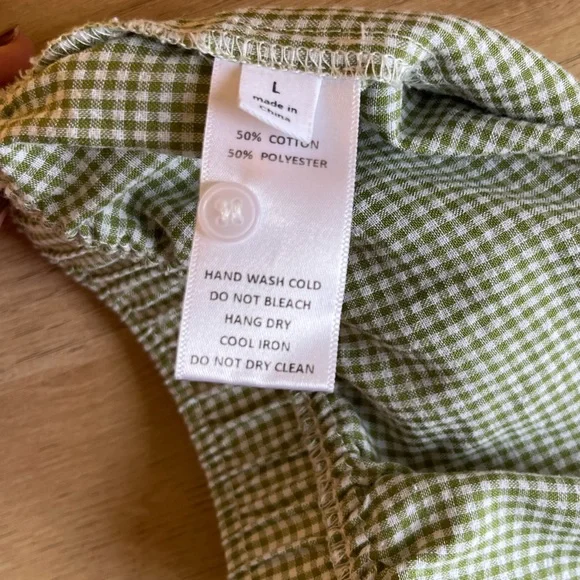 L
made in
China
50% COTTON
50% POLYESTER
HAND WASH COLD
DO NOT BLEACH
HANG DRY
COOL IRON
DO NOT DRY CLEAN